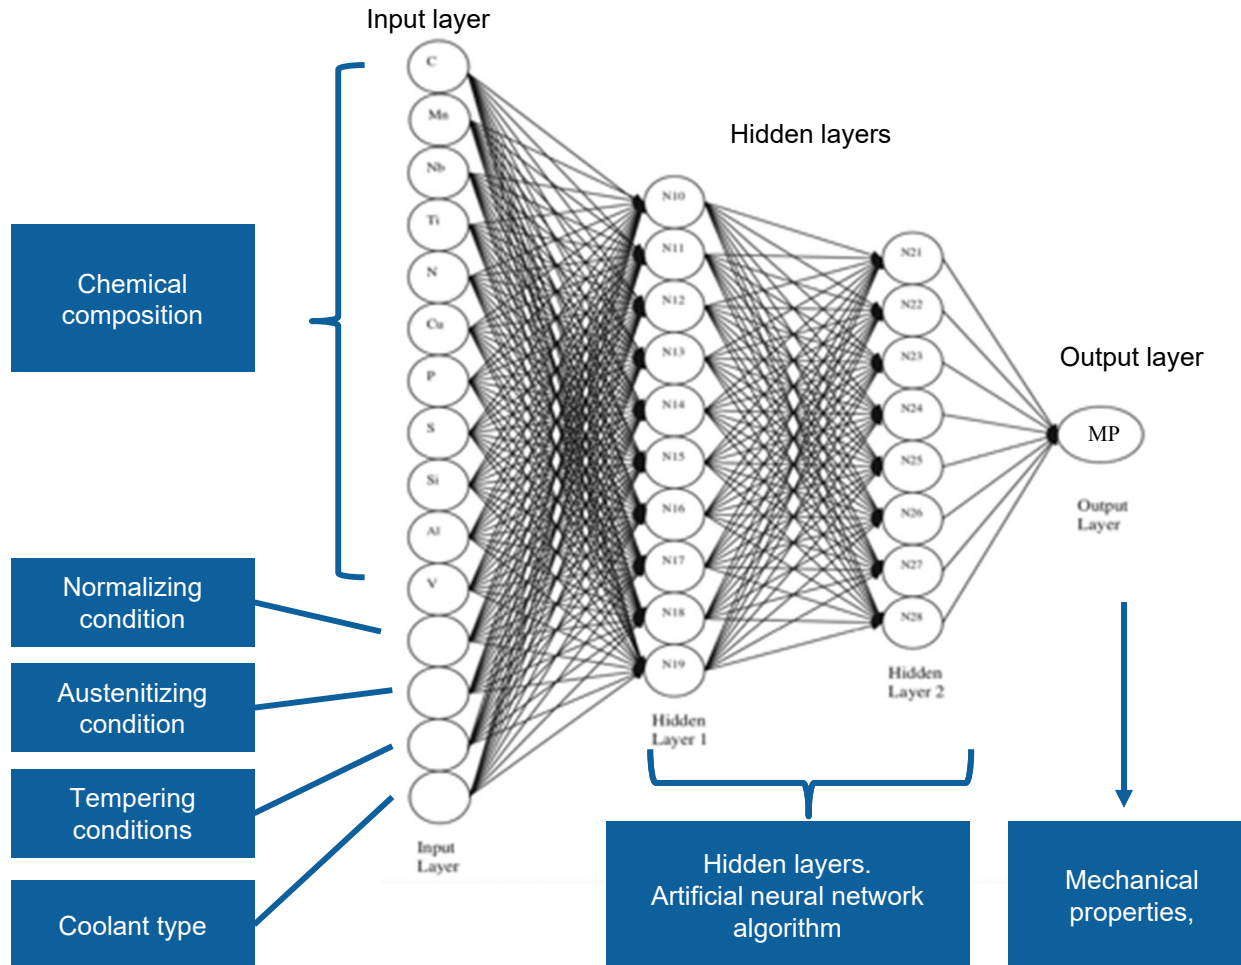 Input layer
C
Mn
Nb
Ti
N
Cu
P
S
Si
Al
V
Input
Layer
Chemical
composition
Normalizing
condition
Austenitizing
condition
Tempering
conditions
Coolant type
Hidden layers
N10
N11
N12
N13
N14
N15
N16
N17
N18
N19
Hidden
Layer 1
N21
N22
N23
N24
N25
N26
N27
N28
Hidden
Layer 2
Hidden layers.
Artificial neural network
algorithm
Output layer
MP
Output
Layer
Mechanical
properties,